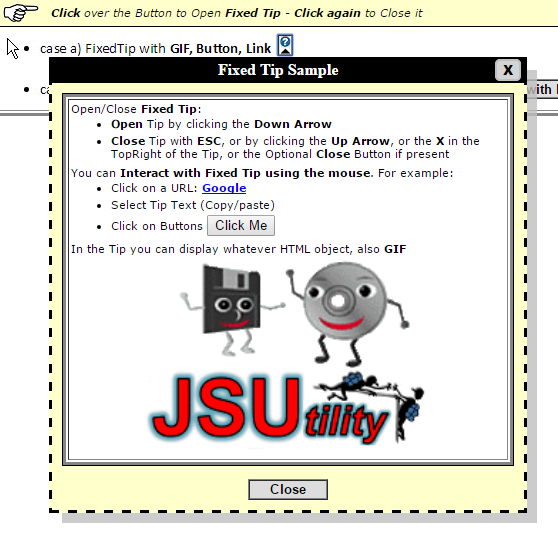 Click over the Button to Open Fixed Tip - Click again to Close it
case a) FixedTip with GIF, Button, Link ?
Fixed Tip Sample X
with
Open/Close Fixed Tip:
Open Tip by clicking the Down Arrow
Close Tip with ESC, or by clicking the Up Arrow, or the X in the
TopRight of the Tip, or the Optional Close Button if present
You can Interact with Fixed Tip using the mouse. For example:
Click on a URL: Google
Select Tip Text (Copy/paste)
Click on Buttons Click Me
In the Tip you can display whatever HTML object, also GIF
JSUtility
Close